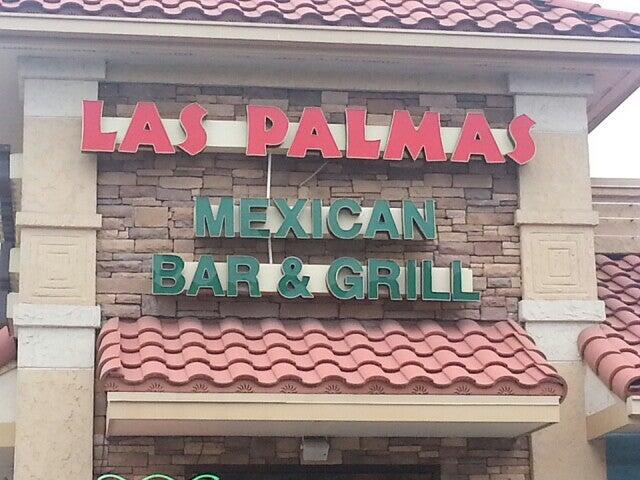 LAS PALMAS
MEXICAN
BAR & GRILL